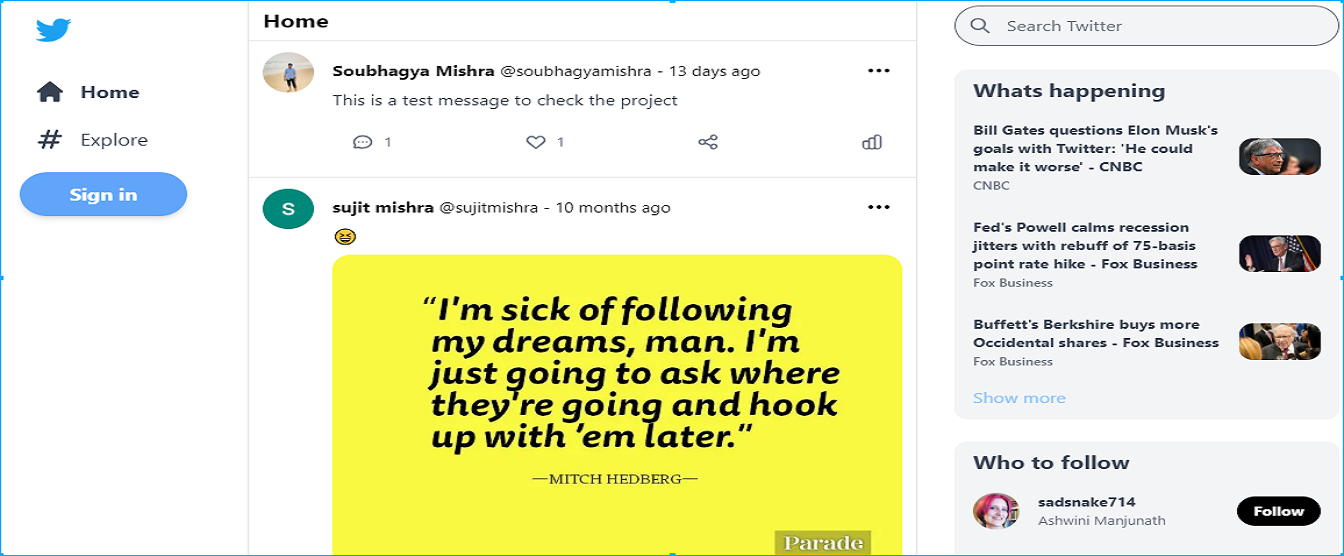 Home
Explore
Sign in
Home
Soubhagya Mishra @soubhagyamishra - 13 days ago
This is a test message to check the project
1
1
S
sujit mishra @sujitmishra - 10 months ago
“I'm sick of following
my dreams, man. I'm
just going to ask where
they're going and hook
up with ’em later.”
—MITCH HEDBERG—
Parade
Search Twitter
Whats happening
Bill Gates questions Elon Musk's
goals with Twitter: 'He could
make it worse' - CNBC
CNBC
Fed's Powell calms recession
jitters with rebuff of 75-basis
point rate hike - Fox Business
Fox Business
Buffett's Berkshire buys more
Occidental shares - Fox Business
Fox Business
Show more
Who to follow
sadsnake714
Ashwini Manjunath
Follow